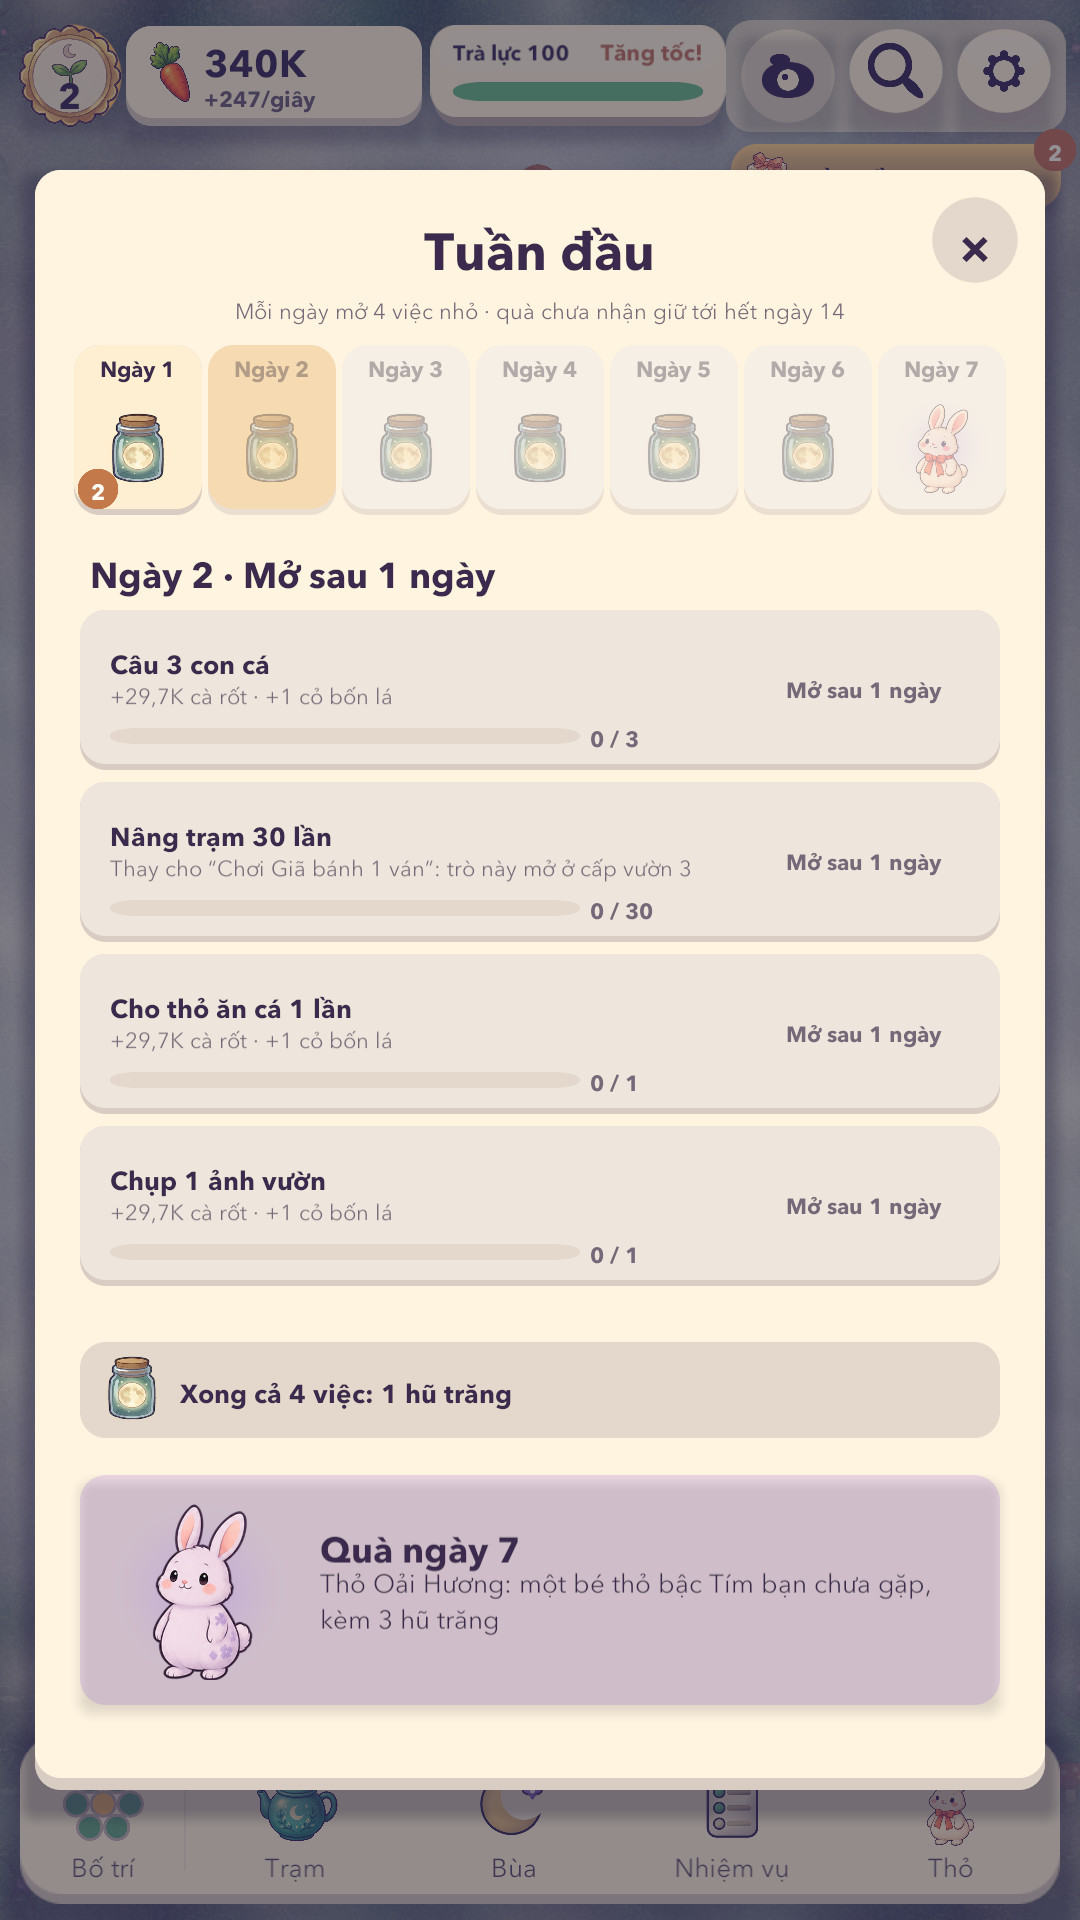 2
340K
+247/giây
Trà lực 100 Tăng tốc!
2
Tuần đầu
×
Mỗi ngày mở 4 việc nhỏ · quà chưa nhận giữ tới hết ngày 14
Ngày 1 Ngày 2 Ngày 3 Ngày 4 Ngày 5 Ngày 6 Ngày 7
2
Ngày 2 · Mở sau 1 ngày
Câu 3 con cá
+29,7K cà rốt · +1 cỏ bốn lá
Mở sau 1 ngày
0 / 3
Nâng trạm 30 lần
Thay cho “Chơi Giã bánh 1 ván”: trò này mở ở cấp vườn 3
Mở sau 1 ngày
0 / 30
Cho thỏ ăn cá 1 lần
+29,7K cà rốt · +1 cỏ bốn lá
Mở sau 1 ngày
0 / 1
Chụp 1 ảnh vườn
+29,7K cà rốt · +1 cỏ bốn lá
Mở sau 1 ngày
0 / 1
Xong cả 4 việc: 1 hũ trăng
Quà ngày 7
Thỏ Oải Hương: một bé thỏ bậc Tím bạn chưa gặp,
kèm 3 hũ trăng
Bố trí Trạm Bùa Nhiệm vụ Thỏ